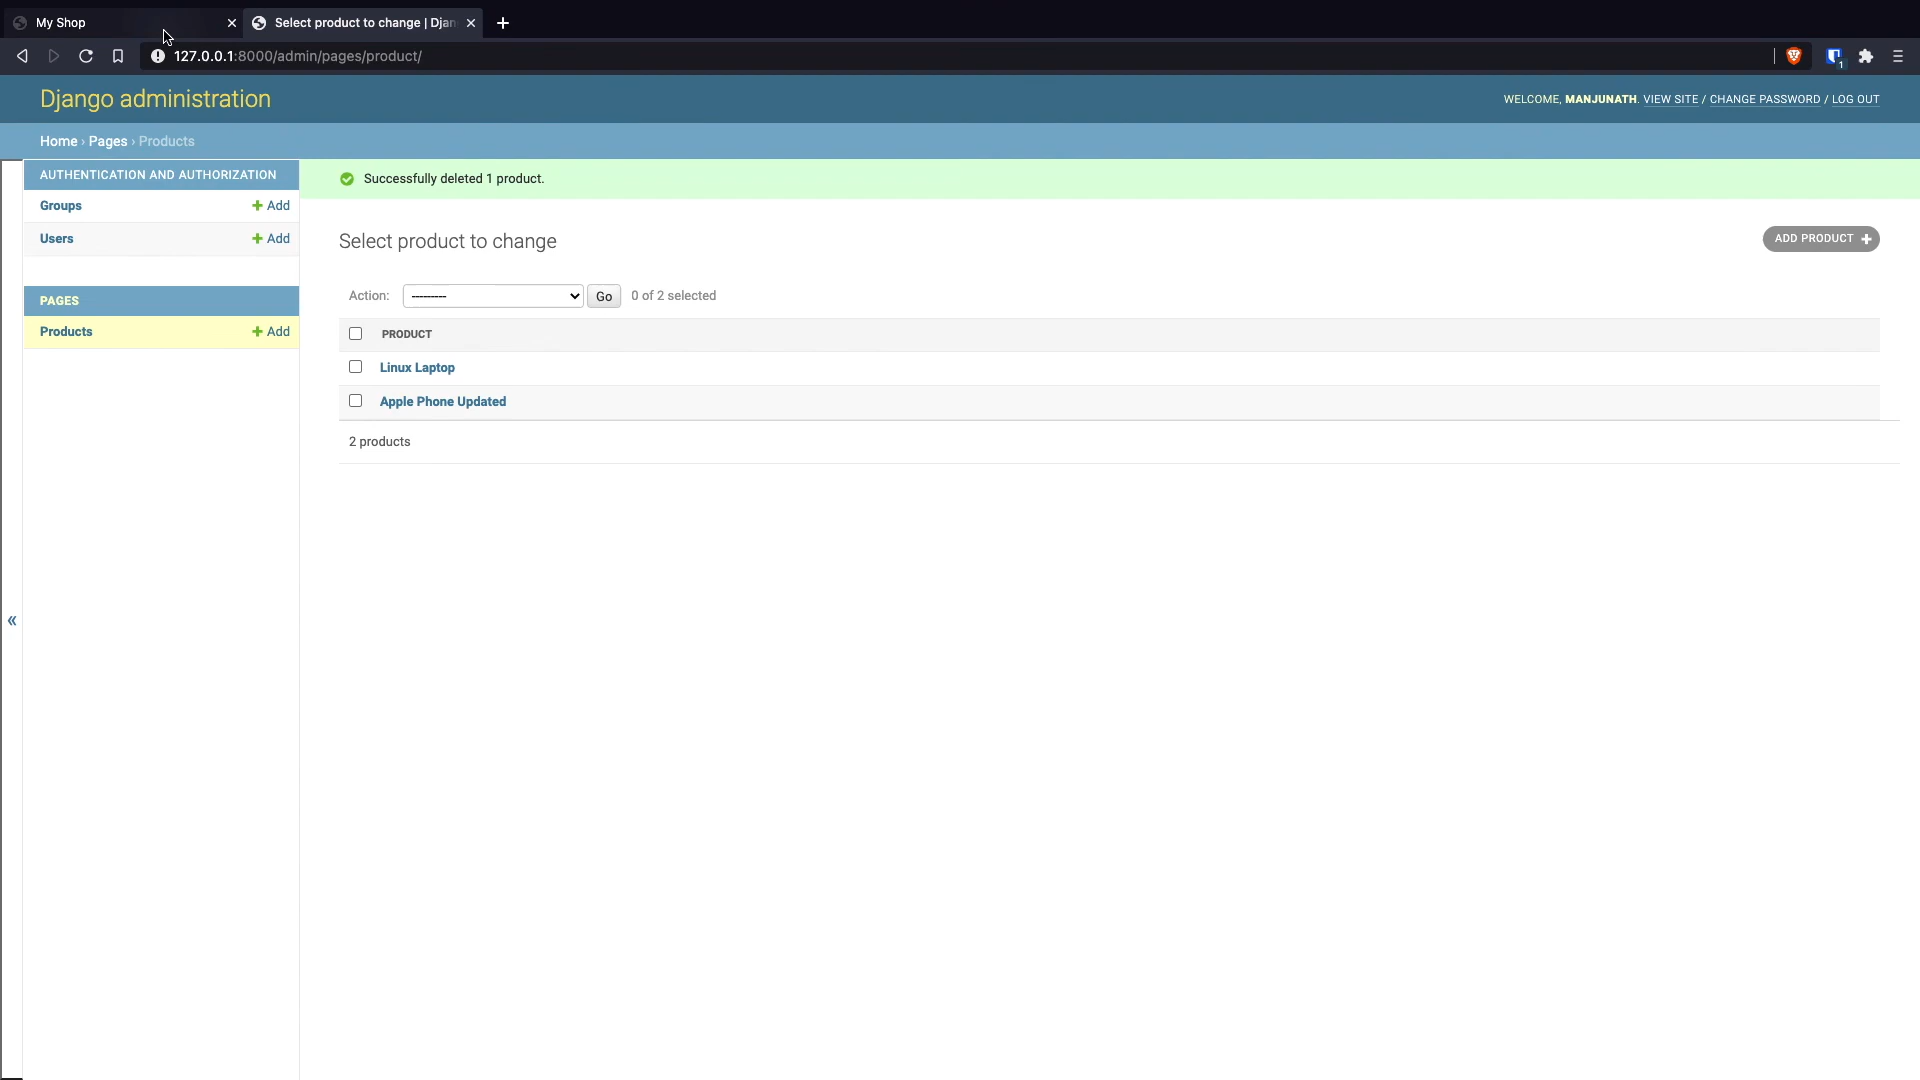 My Shop
Select product to change | Djan
127.0.0.1:8000/admin/pages/product/
1
Django administration
WELCOME, MANJUNATH. VIEW SITE / CHANGE PASSWORD / LOG OUT
Home › Pages › Products
AUTHENTICATION AND AUTHORIZATION
Groups + Add
Users + Add
PAGES
Products + Add
«
Successfully deleted 1 product.
Select product to change
ADD PRODUCT +
Action: --------- Go 0 of 2 selected
PRODUCT
Linux Laptop
Apple Phone Updated
2 products